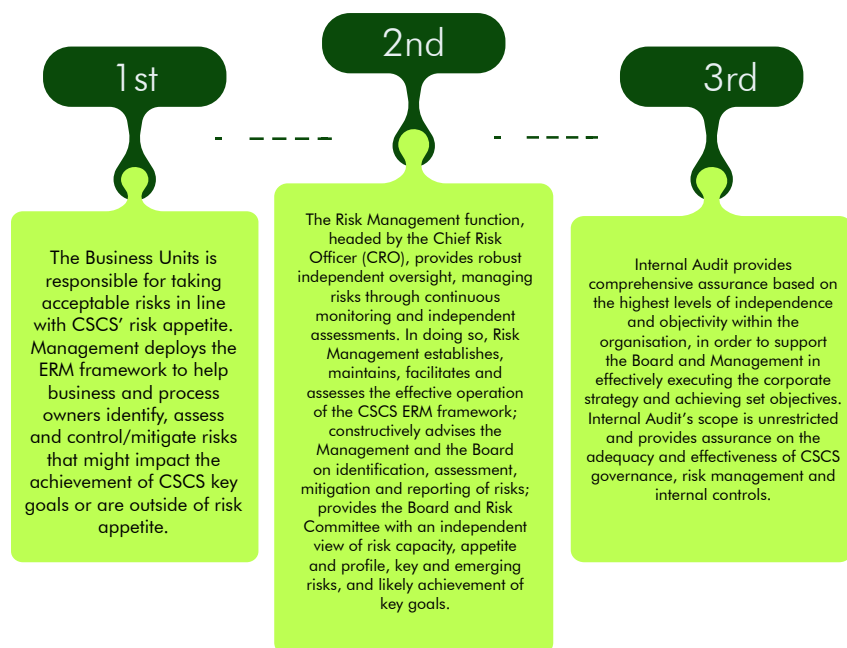 1st
The Business Units is
responsible for taking
acceptable risks in line
with CSCS’ risk appetite.
Management deploys the
ERM framework to help
business and process
owners identify, assess
and control/mitigate risks
that might impact the
achievement of CSCS key
goals or are outside of risk
appetite.
2nd
The Risk Management function,
headed by the Chief Risk
Officer (CRO), provides robust
independent oversight, managing
risks through continuous
monitoring and independent
assessments. In doing so, Risk
Management establishes,
maintains, facilitates and
assesses the effective operation
of the CSCS ERM framework;
constructively advises the
Management and the Board
on identification, assessment,
mitigation and reporting of risks;
provides the Board and Risk
Committee with an independent
view of risk capacity, appetite
and profile, key and emerging
risks, and likely achievement of
key goals.
3rd
Internal Audit provides
comprehensive assurance based on
the highest levels of independence
and objectivity within the
organisation, in order to support
the Board and Management in
effectively executing the corporate
strategy and achieving set objectives.
Internal Audit’s scope is unrestricted
and provides assurance on the
adequacy and effectiveness of CSCS
governance, risk management and
internal controls.